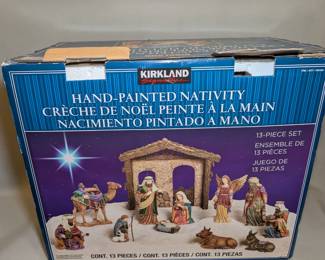 KIRKLAND
Signature
HAND-PAINTED NATIVITY
CRÈCHE DE NOËL PEINTE À LA MAIN
NACIMIENTO PINTADO A MANO
13-PIECE SET
ENSEMBLE DE
13 PIÈCES
JUEGO DE
13 PIEZAS
CONT. 13 PIECES / CONT. 13 PIÈCES / CONT. 13 PIEZAS